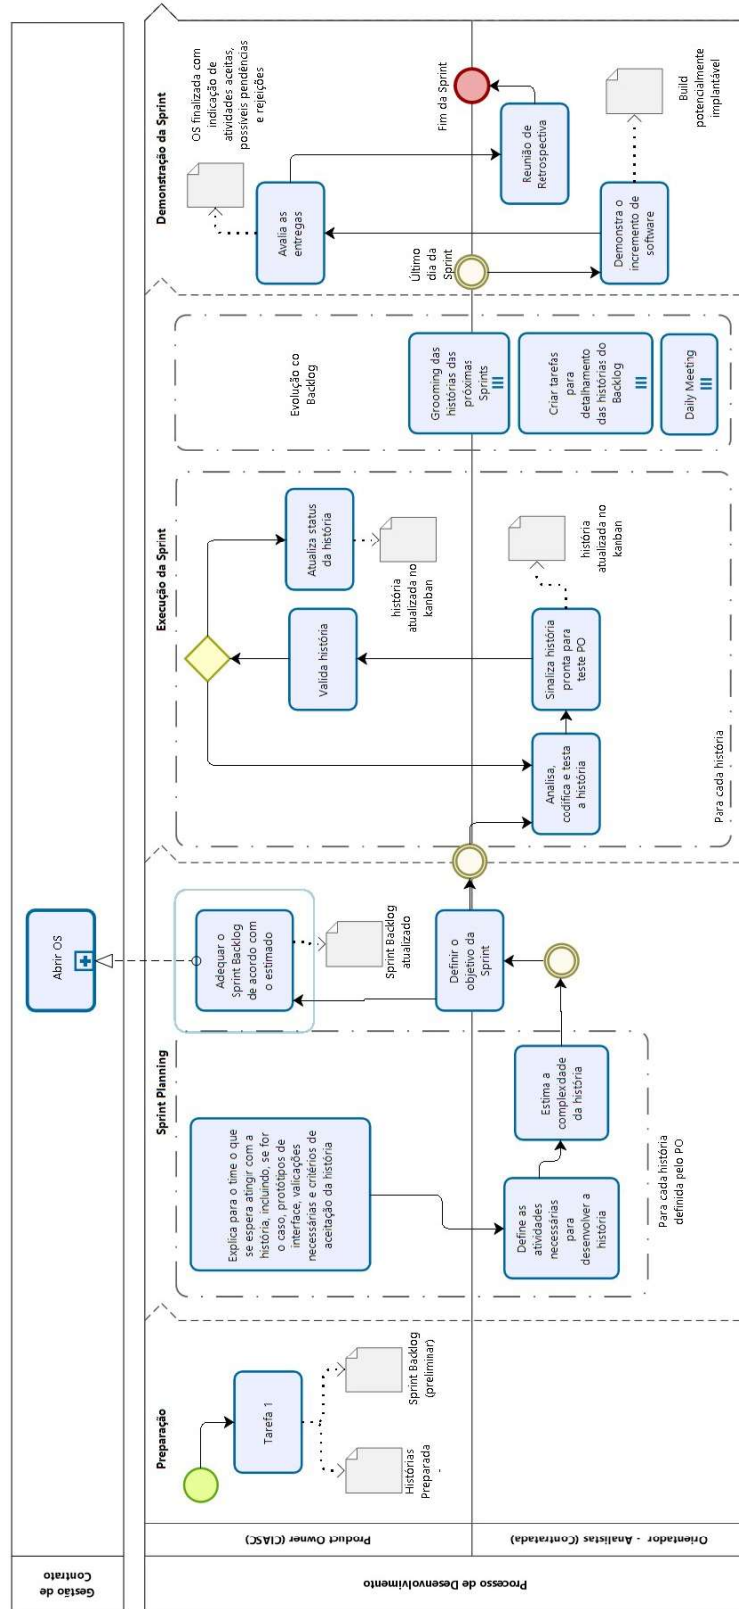 Gestão de
Contrato
Abrir OS
Processo de Desenvolvimento
Product Owner (CIASC)
Orientador - Analistas (Contratada)
Preparação
Tarefa 1
Histórias
Preparada
-
Sprint Backlog
(preliminar)
Sprint Planning
Explica para o time o que
se espera atingir com a
história, incluindo, se for
o caso, protótipos de
interface, valicações
necessárias e critérios de
aceitação da história
Define as
atividades
necessárias
para
desenvolver a
história
Estima a
complexidade
da história
Para cada história
definida pelo PO
Adequar o
Sprint Backlog
de acordo com
o estimado
Sprint Backlog
atualizado
Definir o
objetivo da
Sprint
Execução da Sprint
Analisa,
codifica e testa
a história
Sinaliza história
pronta para
teste PO
história
atualizada no
kanban
Valida história
Atualiza status
da história
história
atualizada no
kanban
Para cada história
Evolução co
Backlog
Grooming das
histórias das
próximas
Sprints
Criar tarefas
para
detalhamento
das histórias do
Backlog
Daily Meeting
Demonstração da Sprint
Último
dia da
Sprint
Demonstra o
incremento de
software
Build
potencialmente
implantável
Avalia as
entregas
OS finalizada com
indicação de
atividades aceitas,
possíveis pendências
e rejeições
Reunião de
Retrospectiva
Fim da Sprint